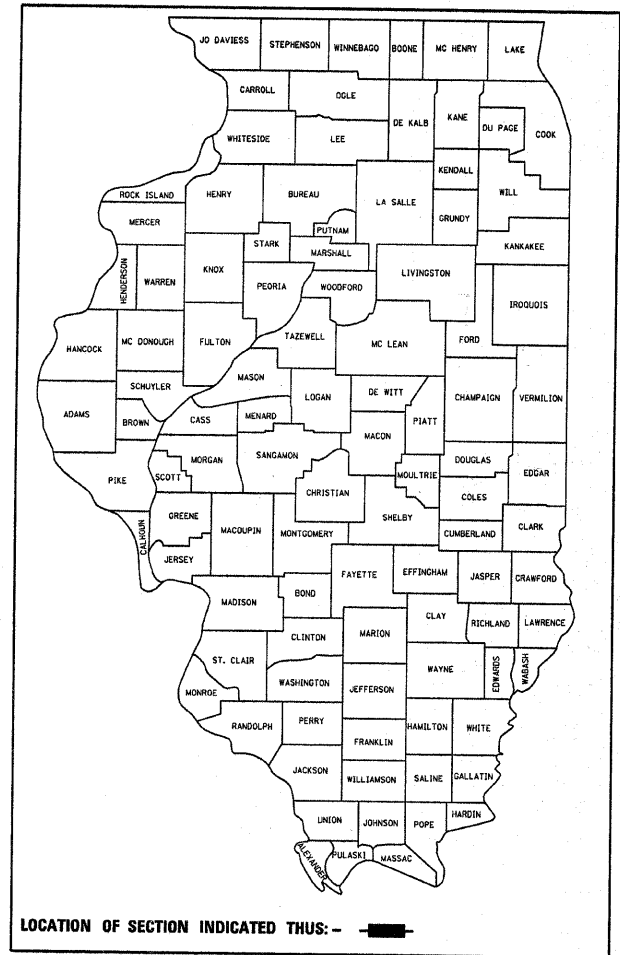 JO DAVIESS
STEPHENSON
WINNEBAGO
BOONE
MC HENRY
LAKE
CARROLL
OGLE
DE KALB
KANE
DU PAGE
COOK
WHITESIDE
LEE
KENDALL
WILL
ROCK ISLAND
HENRY
BUREAU
LA SALLE
GRUNDY
MERCER
PUTNAM
STARK
MARSHALL
KANKAKEE
HENDERSON
WARREN
KNOX
PEORIA
WOODFORD
LIVINGSTON
IROQUOIS
HANCOCK
MC DONOUGH
FULTON
TAZEWELL
MC LEAN
FORD
MASON
SCHUYLER
LOGAN
DE WITT
CHAMPAIGN
VERMILION
ADAMS
BROWN
CASS
MENARD
MACON
PIATT
PIKE
SCOTT
MORGAN
SANGAMON
CHRISTIAN
MOULTRIE
DOUGLAS
EDGAR
COLES
CALHOUN
GREENE
MACOUPIN
MONTGOMERY
SHELBY
CUMBERLAND
CLARK
JERSEY
FAYETTE
EFFINGHAM
JASPER
CRAWFORD
MADISON
BOND
CLAY
RICHLAND
LAWRENCE
CLINTON
MARION
ST. CLAIR
WAYNE
EDWARDS
WABASH
MONROE
WASHINGTON
JEFFERSON
RANDOLPH
PERRY
HAMILTON
WHITE
FRANKLIN
JACKSON
WILLIAMSON
SALINE
GALLATIN
UNION
JOHNSON
POPE
HARDIN
ALEXANDER
PULASKI
MASSAC
LOCATION OF SECTION INDICATED THUS: -